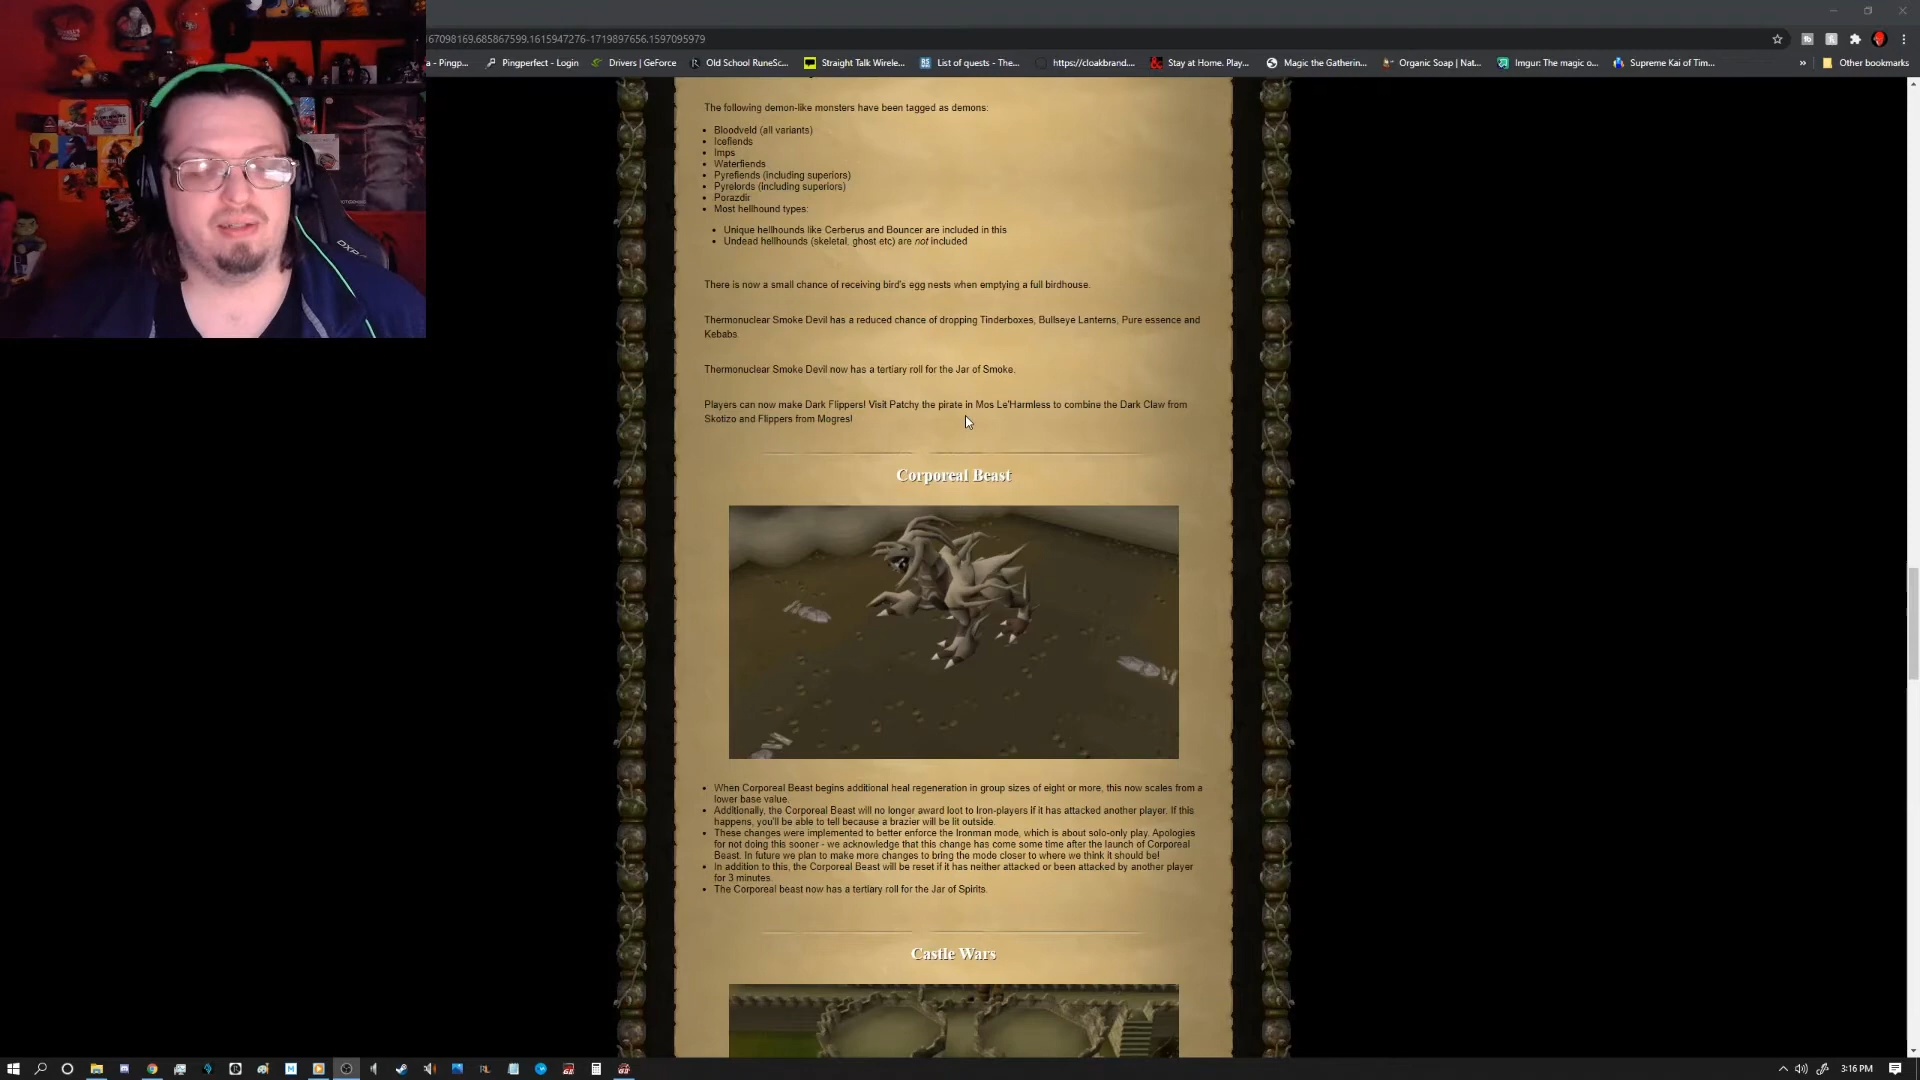 67098169.685867599.1615947276-1719897656.1597095979
a - Pingp...
Pingperfect - Login
Drivers | GeForce
Old School RuneSc...
Straight Talk Wirele...
List of quests - The...
https://cloakbrand....
Stay at Home. Play...
Magic the Gatherin...
Organic Soap | Nat...
Imgur: The magic o...
Supreme Kai of Tim...
Other bookmarks
The following demon-like monsters have been tagged as demons:
Bloodveld (all variants)
Icefiends
Imps
Waterfiends
Pyrefiends (including superiors)
Pyrelords (including superiors)
Porazdir
Most hellhound types:
Unique hellhounds like Cerberus and Bouncer are included in this
Undead hellhounds (skeletal, ghost etc) are not included
There is now a small chance of receiving bird's egg nests when emptying a full birdhouse.
Thermonuclear Smoke Devil has a reduced chance of dropping Tinderboxes, Bullseye Lanterns, Pure essence and
Kebabs.
Thermonuclear Smoke Devil now has a tertiary roll for the Jar of Smoke.
Players can now make Dark Flippers! Visit Patchy the pirate in Mos Le'Harmless to combine the Dark Claw from
Skotizo and Flippers from Mogres!
Corporeal Beast
When Corporeal Beast begins additional heal regeneration in group sizes of eight or more, this now scales from a
lower base value.
Additionally, the Corporeal Beast will no longer award loot to Iron-players if it has attacked another player. If this
happens, you'll be able to tell because a brazier will be lit outside.
These changes were implemented to better enforce the Ironman mode, which is about solo-only play. Apologies
for not doing this sooner - we acknowledge that this change has come some time after the launch of Corporeal
Beast. In future we plan to make more changes to bring the mode closer to where we think it should be!
In addition to this, the Corporeal Beast will be reset if it has neither attacked or been attacked by another player
for 3 minutes.
The Corporeal beast now has a tertiary roll for the Jar of Spirits.
Castle Wars
3:16 PM